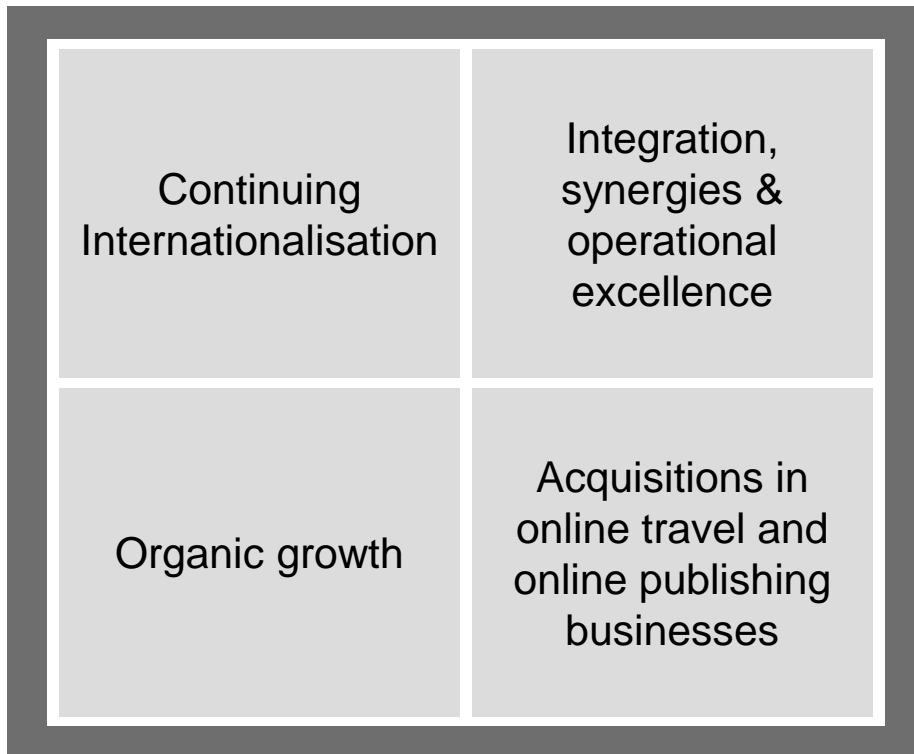 Continuing
Internationalisation
Integration,
synergies &
operational
excellence
Organic growth
Acquisitions in
online travel and
online publishing
businesses